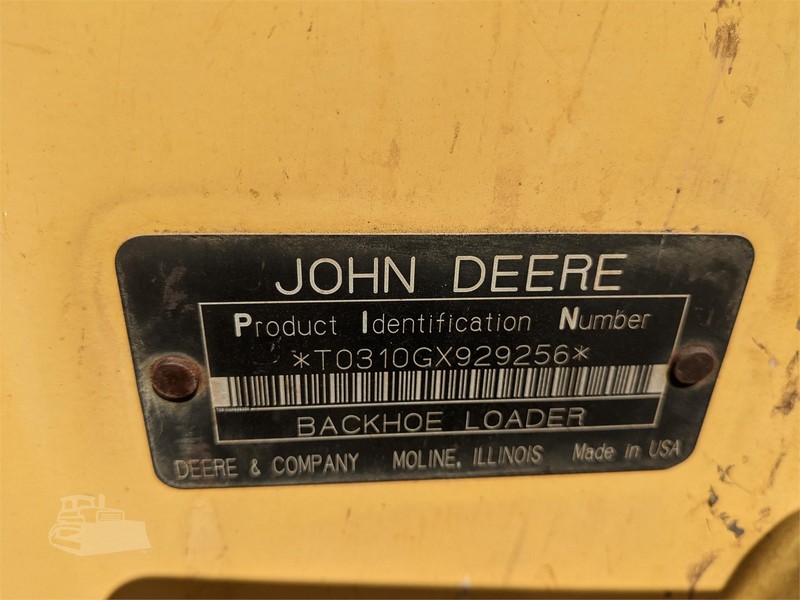 JOHN DEERE
Product Identification Number
*T0310GX929256*
BACKHOE LOADER
DEERE & COMPANY MOLINE, ILLINOIS Made in USA